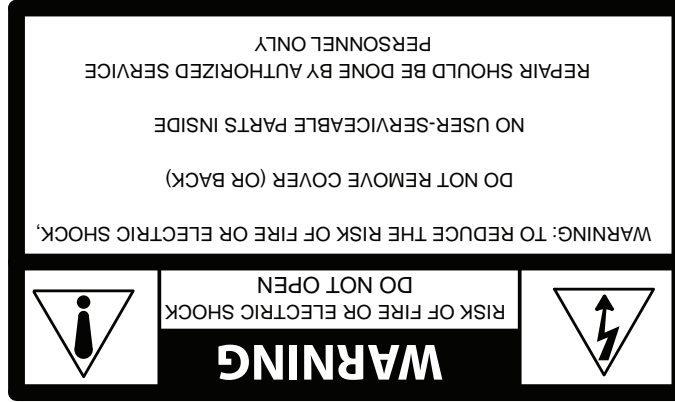 WARNING
RISK OF FIRE OR ELECTRIC SHOCK
DO NOT OPEN
WARNING: TO REDUCE THE RISK OF FIRE OR ELECTRIC SHOCK,
DO NOT REMOVE COVER (OR BACK)
NO USER-SERVICEABLE PARTS INSIDE
REPAIR SHOULD BE DONE BY AUTHORIZED SERVICE
PERSONNEL ONLY